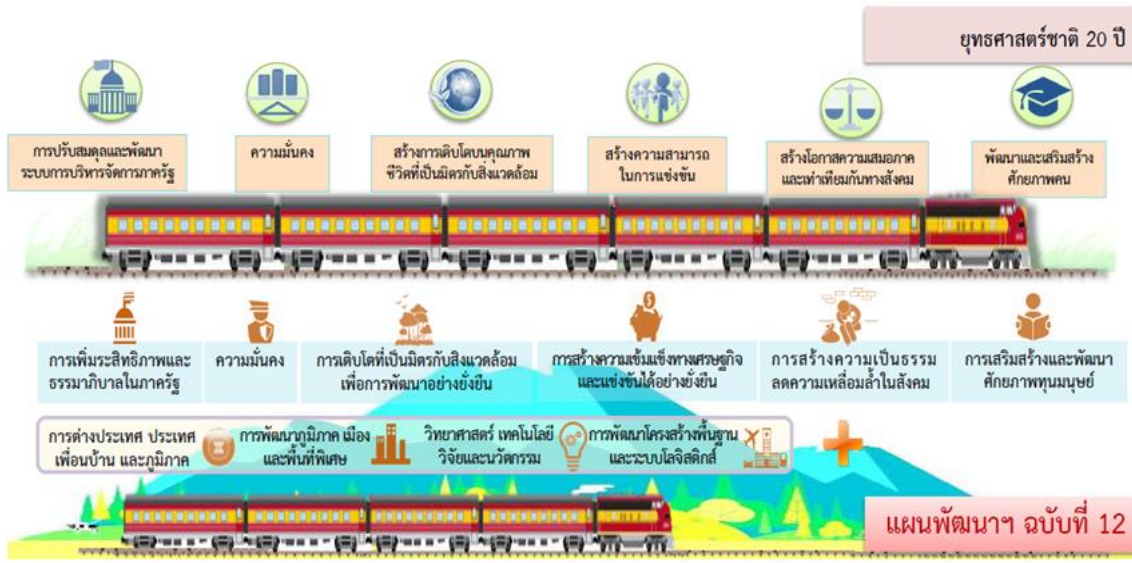 ยุทธศาสตร์ชาติ 20 ปี
การปรับสมดุลและพัฒนา
ระบบการบริหารจัดการภาครัฐ
ความมั่นคง
สร้างการเติบโตบนคุณภาพ
ชีวิตที่เป็นมิตรกับสิ่งแวดล้อม
สร้างความสามารถ
ในการแข่งขัน
สร้างโอกาสความเสมอภาค
และเท่าเทียมกันทางสังคม
พัฒนาและเสริมสร้าง
ศักยภาพคน
การเพิ่มระสิทธิภาพและ
ธรรมาภิบาลในภาครัฐ
ความมั่นคง
การเติบโตที่เป็นมิตรกับสิ่งแวดล้อม
เพื่อการพัฒนาอย่างยั่งยืน
การสร้างความเข้มแข็งทางเศรษฐกิจ
และแข่งขันได้อย่างยั่งยืน
การสร้างความเป็นธรรม
ลดความเหลื่อมล้ำในสังคม
การเสริมสร้างและพัฒนา
ศักยภาพทุนมนุษย์
การต่างประเทศ ประเทศ
เพื่อนบ้าน และภูมิภาค
การพัฒนาภูมิภาค เมือง
และพื้นที่พิเศษ
วิทยาศาสตร์ เทคโนโลยี
วิจัยและนวัตกรรม
การพัฒนาโครงสร้างพื้นฐาน
และระบบโลจิสติกส์
แผนพัฒนาฯ ฉบับที่ 12